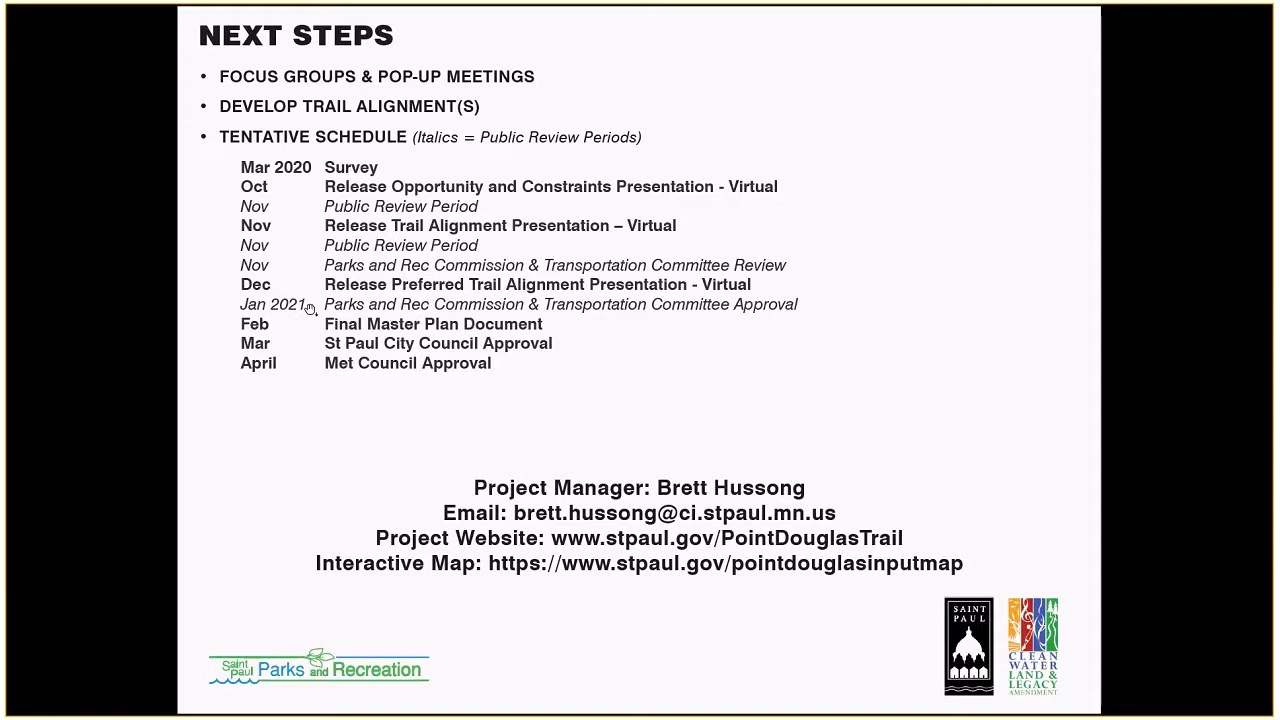 NEXT STEPS
• FOCUS GROUPS & POP-UP MEETINGS
• DEVELOP TRAIL ALIGNMENT(S)
• TENTATIVE SCHEDULE (Italics = Public Review Periods)
Mar 2020 Survey
Oct Release Opportunity and Constraints Presentation - Virtual
Nov Public Review Period
Nov Release Trail Alignment Presentation – Virtual
Nov Public Review Period
Nov Parks and Rec Commission & Transportation Committee Review
Dec Release Preferred Trail Alignment Presentation - Virtual
Jan 2021 Parks and Rec Commission & Transportation Committee Approval
Feb Final Master Plan Document
Mar St Paul City Council Approval
April Met Council Approval
Project Manager: Brett Hussong
Email: brett.hussong@ci.stpaul.mn.us
Project Website: www.stpaul.gov/PointDouglasTrail
Interactive Map: https://www.stpaul.gov/pointdouglasinputmap
Saint Paul Parks and Recreation
SAINT
PAUL
CLEAN
WATER
LAND &
LEGACY
AMENDMENT